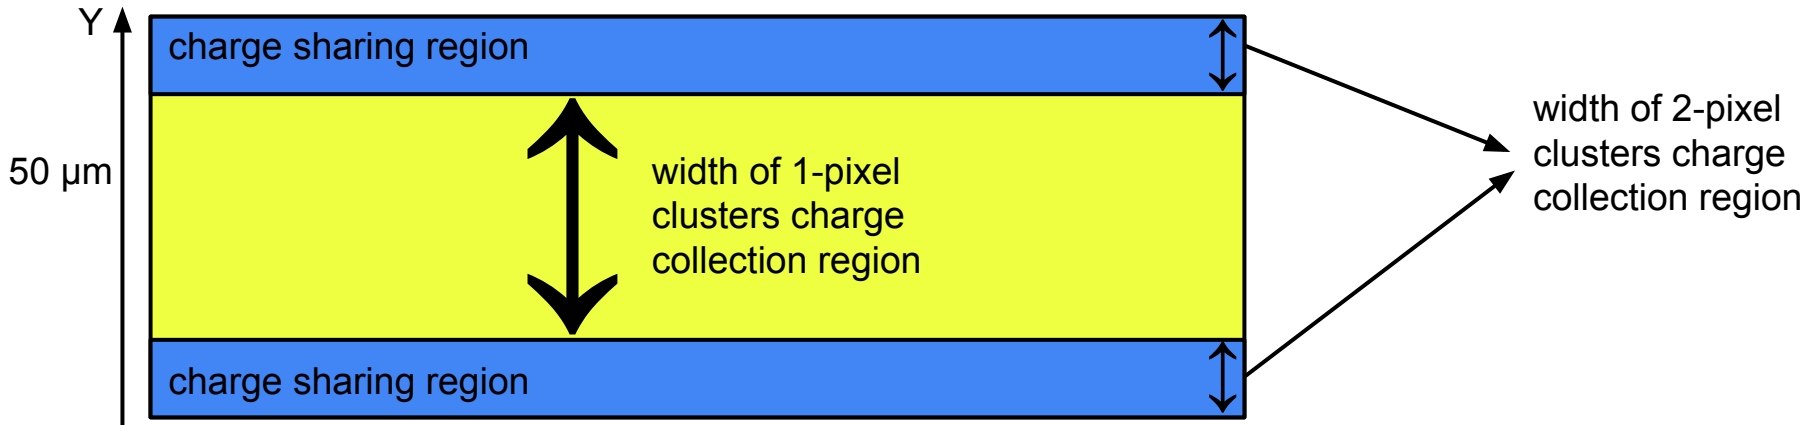 Y
charge sharing region
50 µm
width of 1-pixel
clusters charge
collection region
width of 2-pixel
clusters charge
collection region
charge sharing region